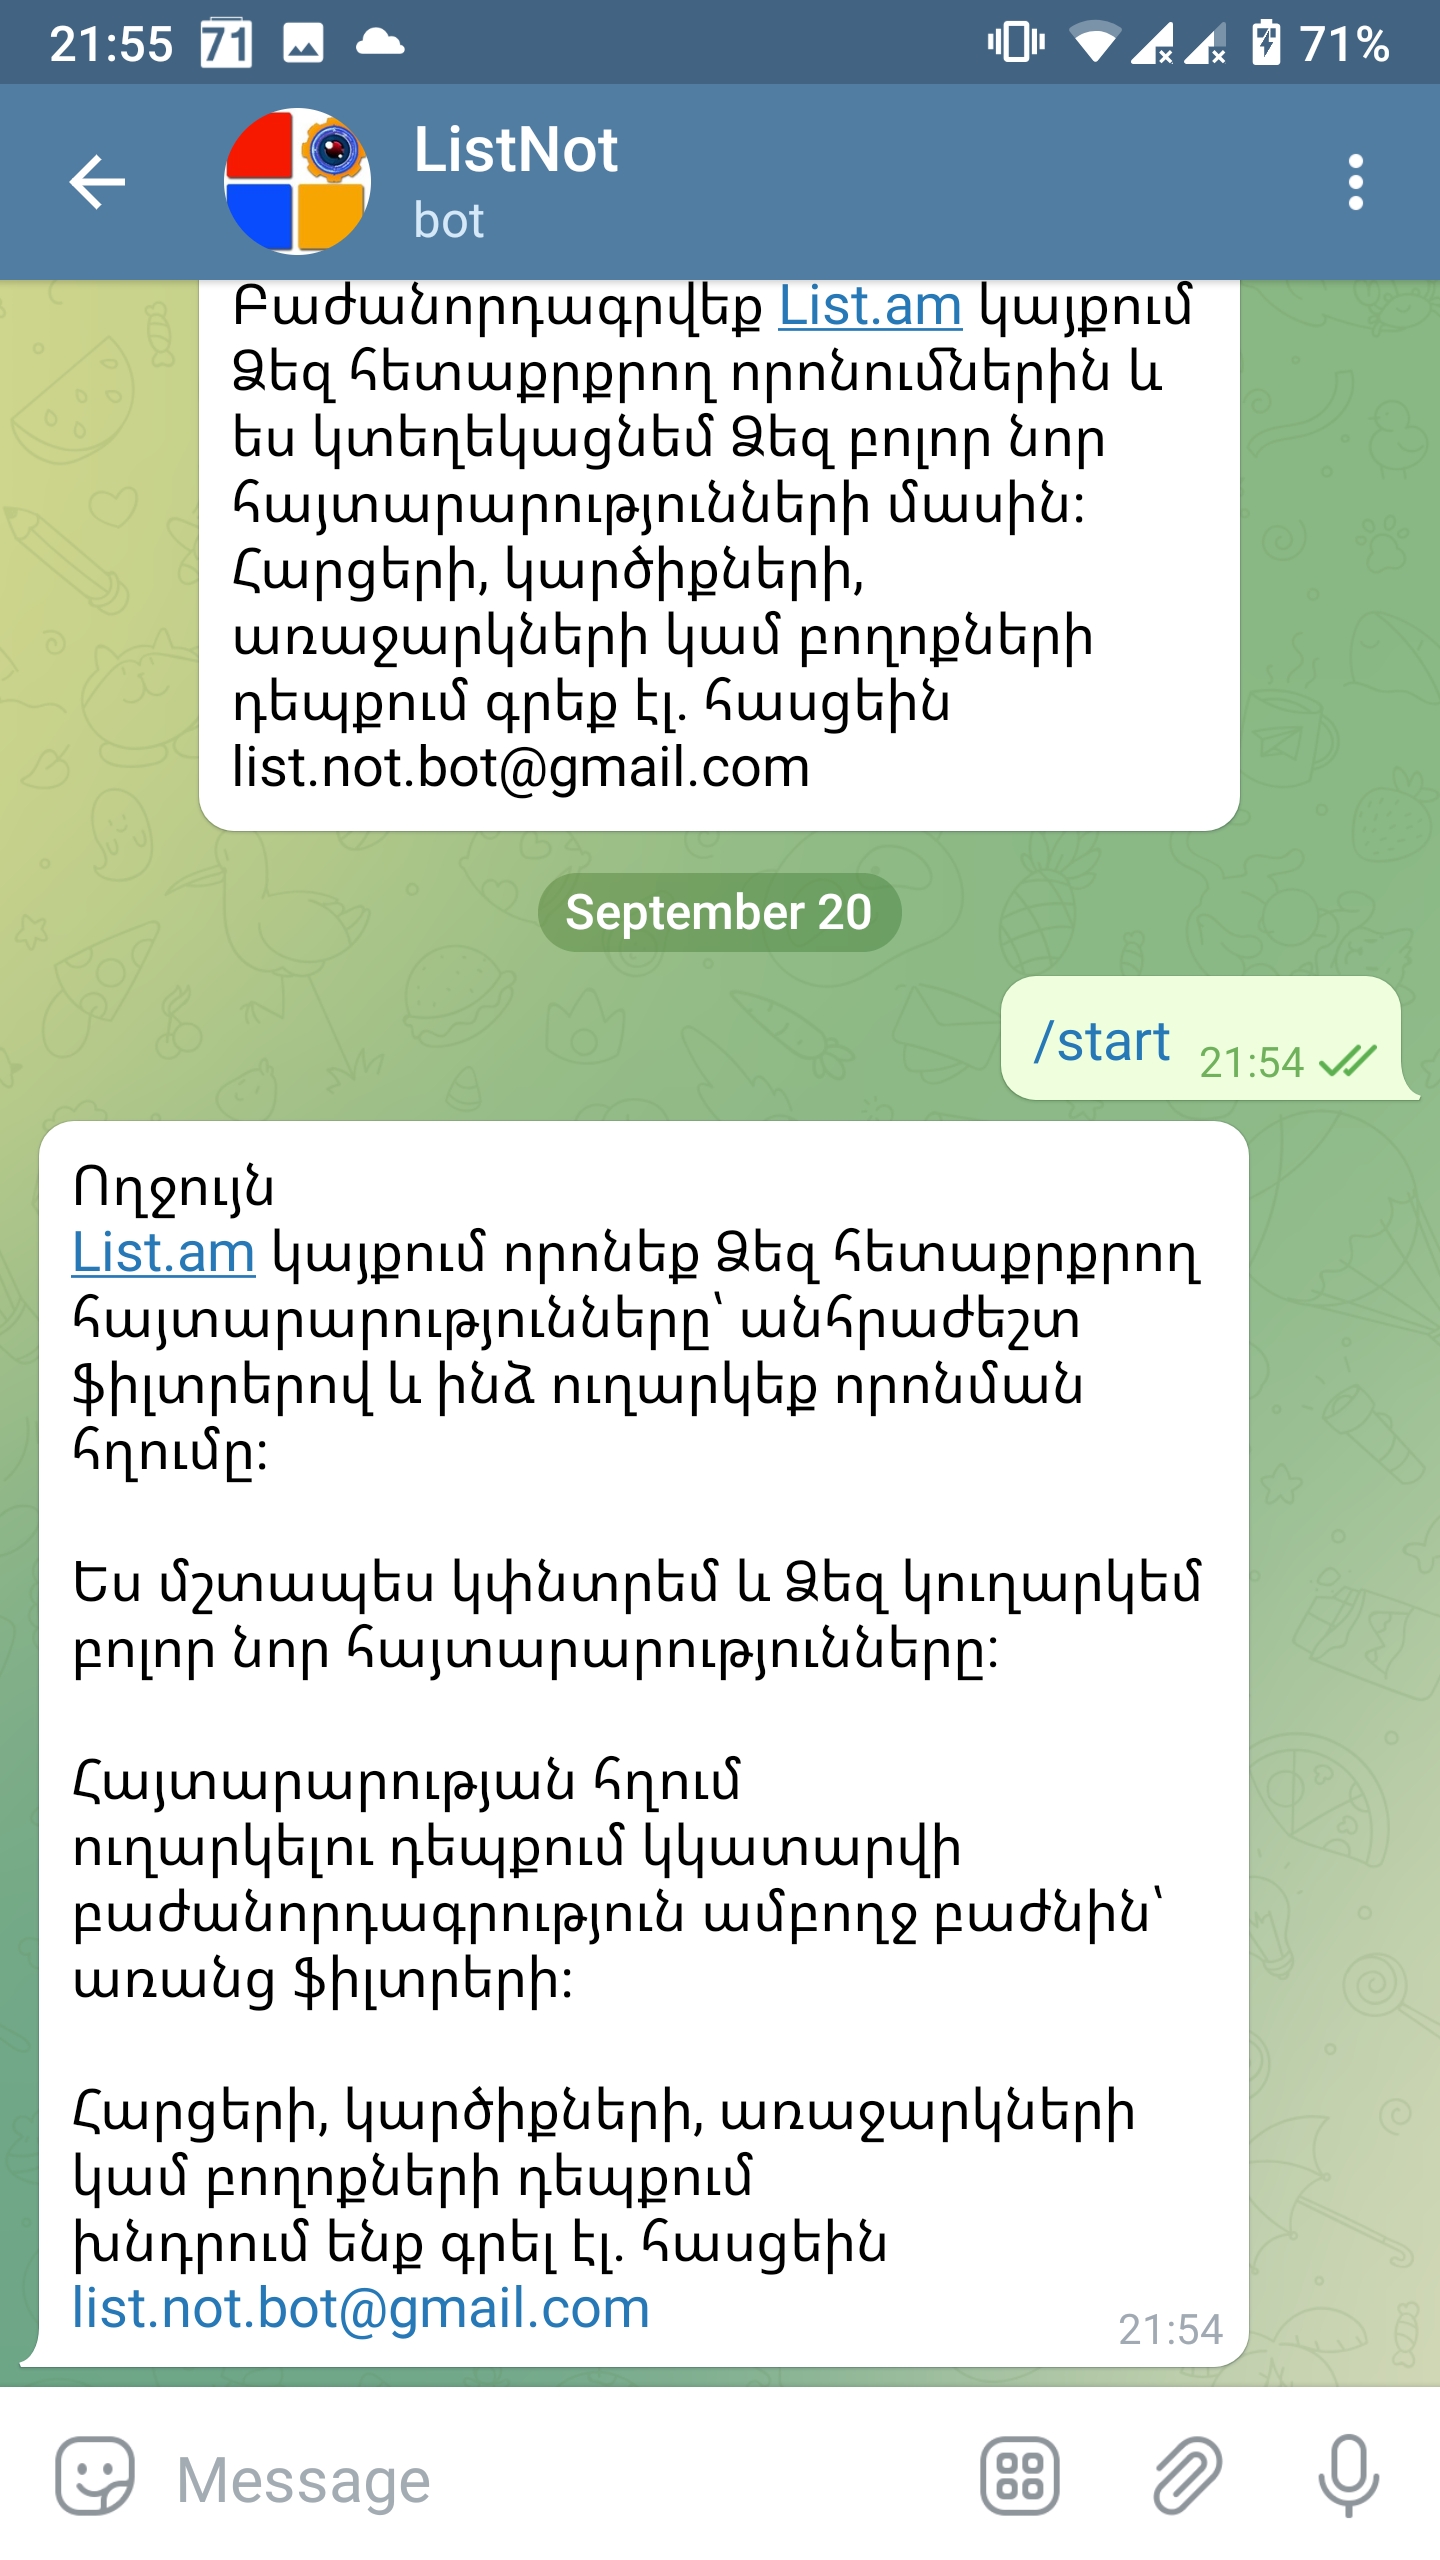 21:55 71 71%
ListNot
bot
Բաժանորդագրվեք List.am կայքում
Ձեզ հետաքրքրող որոնումներին և
ես կտեղեկացնեմ Ձեզ բոլոր նոր
հայտարարությունների մասին:
Հարցերի, կարծիքների,
առաջարկների կամ բողոքների
դեպքում գրեք էլ. հասցեին
list.not.bot@gmail.com
September 20
/start 21:54
Ողջույն
List.am կայքում որոնեք Ձեզ հետաքրքրող
հայտարարությունները՝ անհրաժեշտ
ֆիլտրերով և ինձ ուղարկեք որոնման
հղումը:
Ես մշտապես կփնտրեմ և Ձեզ կուղարկեմ
բոլոր նոր հայտարարությունները:
Հայտարարության հղում
ուղարկելու դեպքում կկատարվի
բաժանորդագրություն ամբողջ բաժնին՝
առանց ֆիլտրերի:
Հարցերի, կարծիքների, առաջարկների
կամ բողոքների դեպքում
խնդրում ենք գրել էլ. հասցեին
list.not.bot@gmail.com
21:54
Message